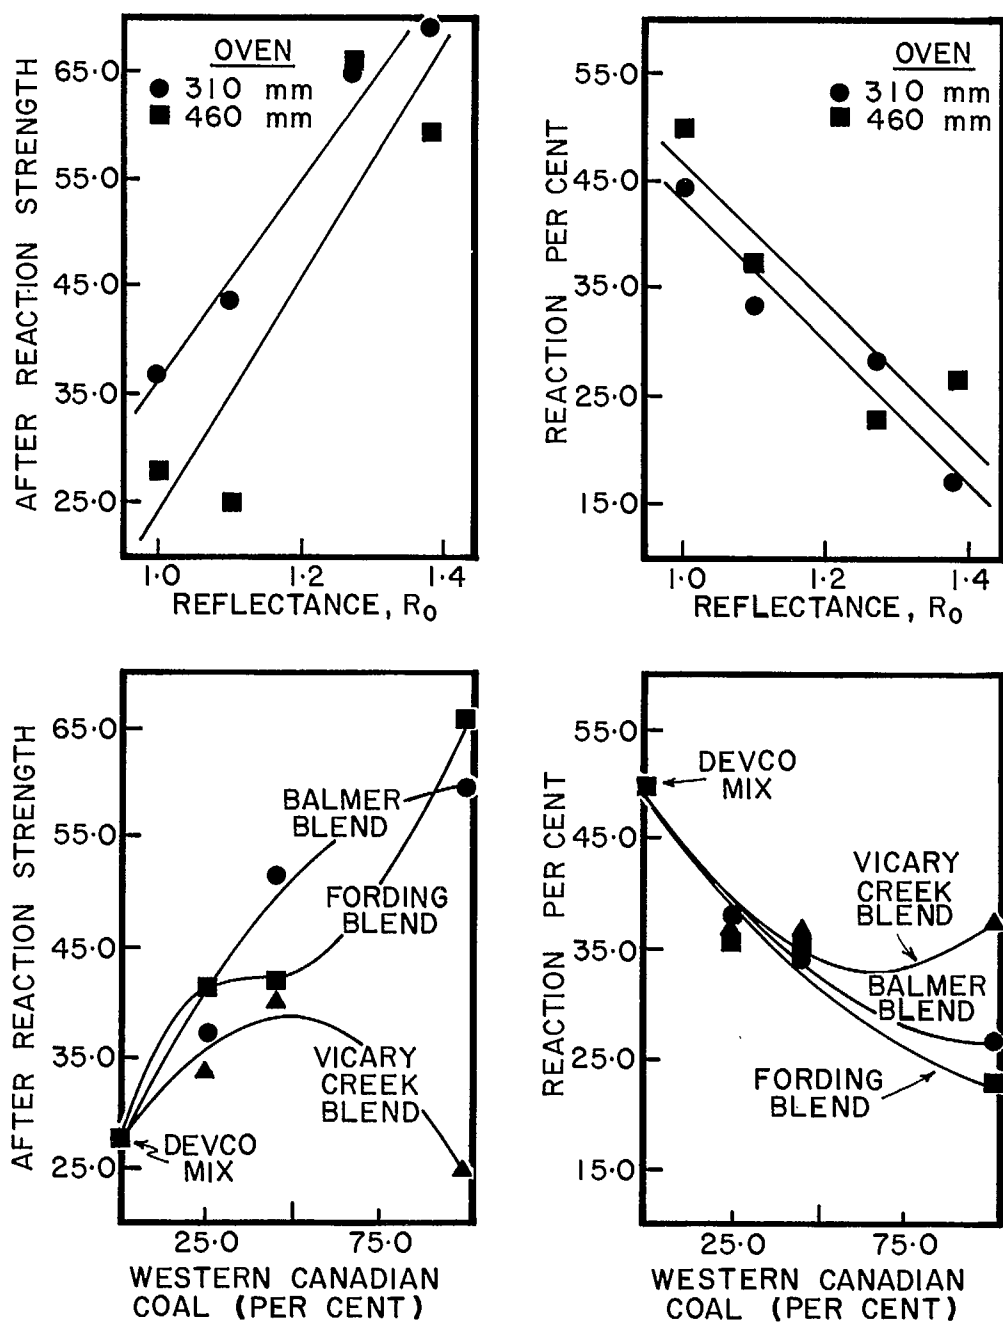 AFTER REACTION STRENGTH
65·0
55·0
45·0
35·0
25·0
OVEN
310 mm
460 mm
1·0
1·2
1·4
REFLECTANCE, Ro
REACTION PER CENT
55·0
45·0
35·0
25·0
15·0
OVEN
310 mm
460 mm
1·0
1·2
1·4
REFLECTANCE, Ro
AFTER REACTION STRENGTH
65·0
55·0
45·0
35·0
25·0
BALMER
BLEND
FORDING
BLEND
VICARY
CREEK
BLEND
DEVCO
MIX
25·0
75·0
WESTERN CANADIAN
COAL (PER CENT)
REACTION PER CENT
55·0
45·0
35·0
25·0
15·0
DEVCO
MIX
VICARY
CREEK
BLEND
BALMER
BLEND
FORDING
BLEND
25·0
75·0
WESTERN CANADIAN
COAL (PER CENT)